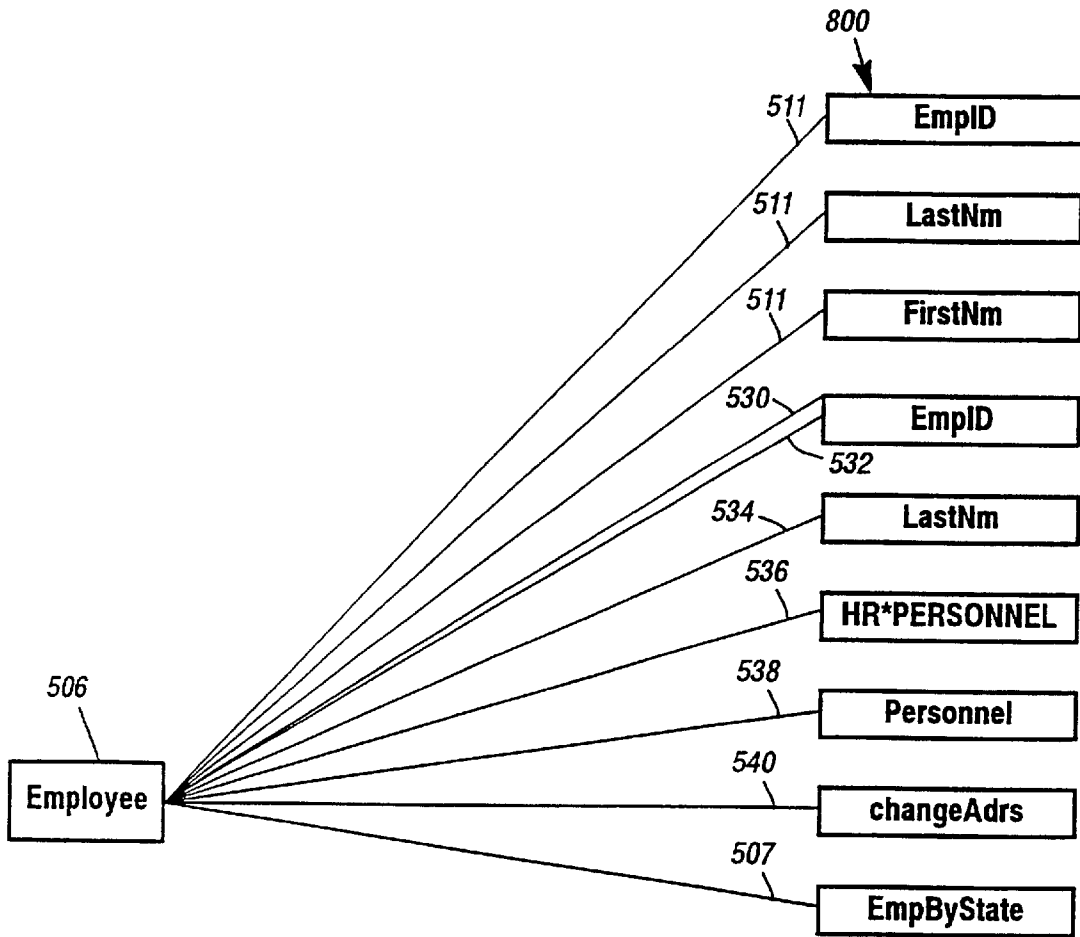 800
511
EmpID
511
LastNm
511
FirstNm
530
EmpID
532
534
LastNm
536
HR*PERSONNEL
506
538
Personnel
Employee
540
changeAdrs
507
EmpByState